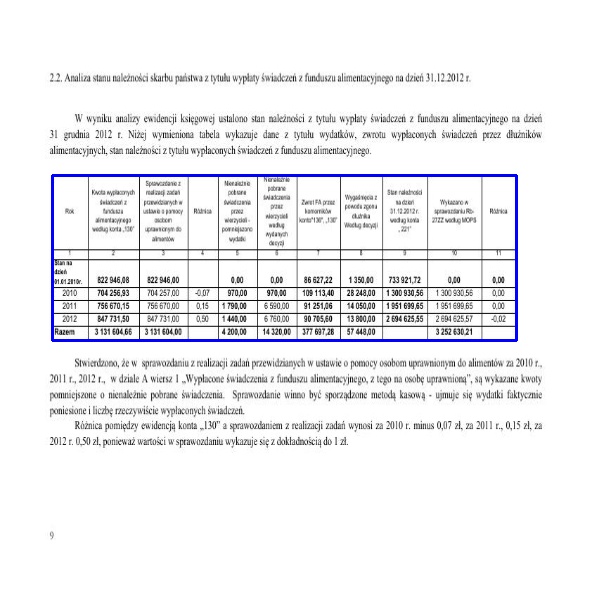 2.2. Analiza stanu należności skarbu państwa z tytułu wypłaty świadczeń z funduszu alimentacyjnego na dzień 31.12.2012 r.
W wyniku analizy ewidencji księgowej ustalono stan należności z tytułu wypłaty świadczeń z funduszu alimentacyjnego na dzień
31 grudnia 2012 r. Niżej wymieniona tabela wykazuje dane z tytułu wydatków, zwrotu wypłaconych świadczeń przez dłużników
alimentacyjnych, stan należności z tytułu wypłaconych świadczeń z funduszu alimentacyjnego.
Rok | Kwota wypłaconych świadczeń z funduszu alimentacyjnego według konta „130” | Sprawozdanie z realizacji zadań przewidzianych w ustawie o pomocy osobom uprawnionym do alimentów | Różnica | Nienależnie pobrane świadczenia przez wierzycieli - pomniejszono wydatki | Nienależnie pobrane świadczenia przez wierzycieli według wydanych decyzji | Zwrot FA przez komorników konto"136", „130” | Wygaśnięcia z powodu zgonu dłużnika Według decyzji | Stan należności na dzień 31.12.2012 r. według konta „221” | Wykazano w sprawozdaniu Rb-27ZZ według MOPS | Różnica
1 2 3 4 5 6 7 8 9 10 11
Stan na dzień 01.01.2010r. 822 946,08 822 946,00 0,00 0,00 86 627,22 1 350,00 733 921,72 0,00 0,00
2010 704 256,93 704 257,00 -0,07 970,00 970,00 109 113,40 28 248,00 1 300 930,56 1 300 930,56 0,00
2011 756 670,15 756 670,00 0,15 1 790,00 6 590,00 91 251,06 14 050,00 1 951 699,65 1 951 699,65 0,00
2012 847 731,50 847 731,00 0,50 1 440,00 6 760,00 90 705,60 13 800,00 2 694 625,55 2 694 625,57 -0,02
Razem 3 131 604,66 3 131 604,00 4 200,00 14 320,00 377 697,28 57 448,00 3 252 630,21
Stwierdzono, że w sprawozdaniu z realizacji zadań przewidzianych w ustawie o pomocy osobom uprawnionym do alimentów za 2010 r.,
2011 r., 2012 r., w dziale A wiersz 1 „Wypłacone świadczenia z funduszu alimentacyjnego, z tego na osobę uprawnioną”, są wykazane kwoty
pomniejszone o nienależnie pobrane świadczenia. Sprawozdanie winno być sporządzone metodą kasową - ujmuje się wydatki faktycznie
poniesione i liczbę rzeczywiście wypłaconych świadczeń.
Różnica pomiędzy ewidencją konta „130” a sprawozdaniem z realizacji zadań wynosi za 2010 r. minus 0,07 zł, za 2011 r., 0,15 zł, za
2012 r. 0,50 zł, ponieważ wartości w sprawozdaniu wykazuje się z dokładnością do 1 zł.
9